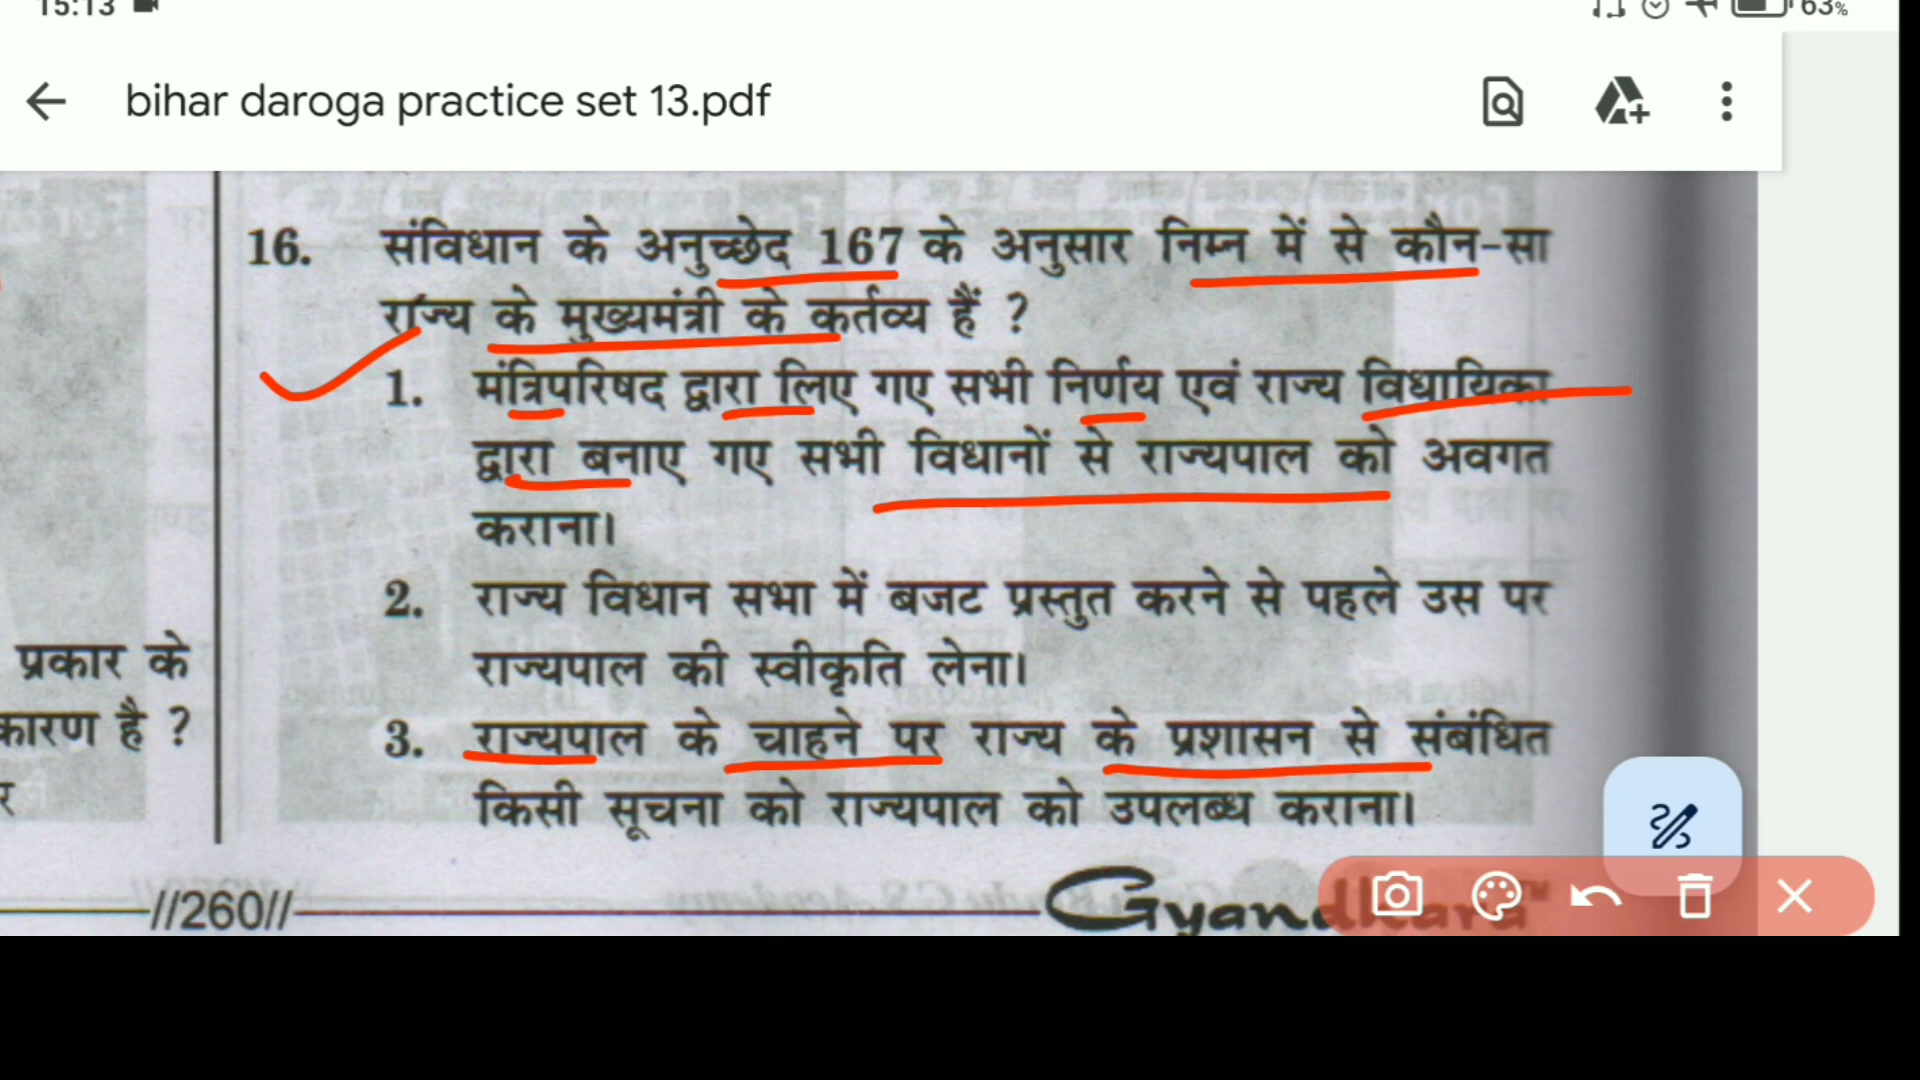 15:13
63%
bihar daroga practice set 13.pdf
16. संविधान के अनुच्छेद 167 के अनुसार निम्न में से कौन-सा
राज्य के मुख्यमंत्री के कर्तव्य हैं ?
1. मंत्रिपरिषद द्वारा लिए गए सभी निर्णय एवं राज्य विधायिका
द्वारा बनाए गए सभी विधानों से राज्यपाल को अवगत
कराना।
2. राज्य विधान सभा में बजट प्रस्तुत करने से पहले उस पर
राज्यपाल की स्वीकृति लेना।
3. राज्यपाल के चाहने पर राज्य के प्रशासन से संबंधित
किसी सूचना को राज्यपाल को उपलब्ध कराना।
प्रकार के
कारण है ?
र
//260//
Gyandhara™